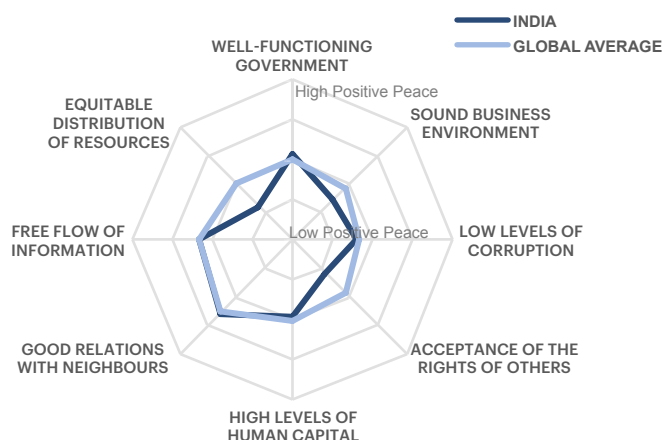 INDIA
GLOBAL AVERAGE
WELL-FUNCTIONING
GOVERNMENT
High Positive Peace
EQUITABLE
DISTRIBUTION
OF RESOURCES
SOUND BUSINESS
ENVIRONMENT
FREE FLOW OF
INFORMATION
Low Positive Peace
LOW LEVELS OF
CORRUPTION
GOOD RELATIONS
WITH NEIGHBOURS
ACCEPTANCE OF THE
RIGHTS OF OTHERS
HIGH LEVELS OF
HUMAN CAPITAL